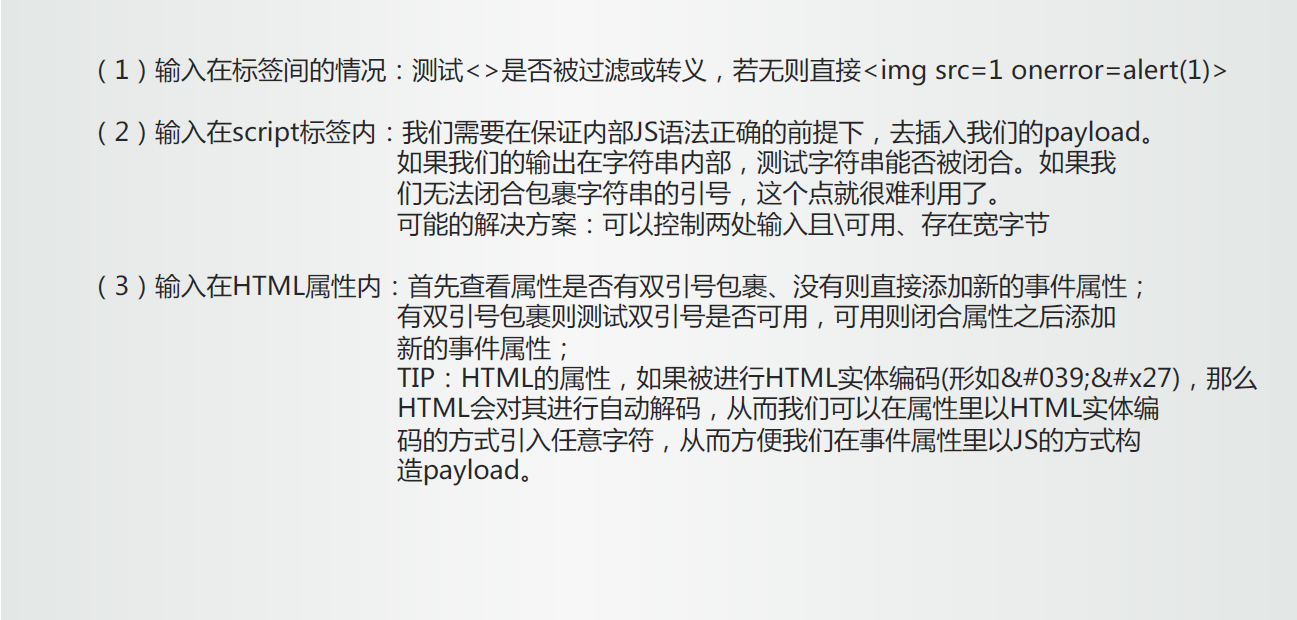 （1）输入在标签间的情况：测试<>是否被过滤或转义，若无则直接<img src=1 onerror=alert(1)>
（2）输入在script标签内：我们需要在保证内部JS语法正确的前提下，去插入我们的payload。
如果我们的输出在字符串内部，测试字符串能否被闭合。如果我
们无法闭合包裹字符串的引号，这个点就很难利用了。
可能的解决方案：可以控制两处输入且\可用、存在宽字节
（3）输入在HTML属性内：首先查看属性是否有双引号包裹、没有则直接添加新的事件属性；
有双引号包裹则测试双引号是否可用，可用则闭合属性之后添加
新的事件属性；
TIP：HTML的属性，如果被进行HTML实体编码(形如&#039;&#x27)，那么
HTML会对其进行自动解码，从而我们可以在属性里以HTML实体编
码的方式引入任意字符，从而方便我们在事件属性里以JS的方式构
造payload。